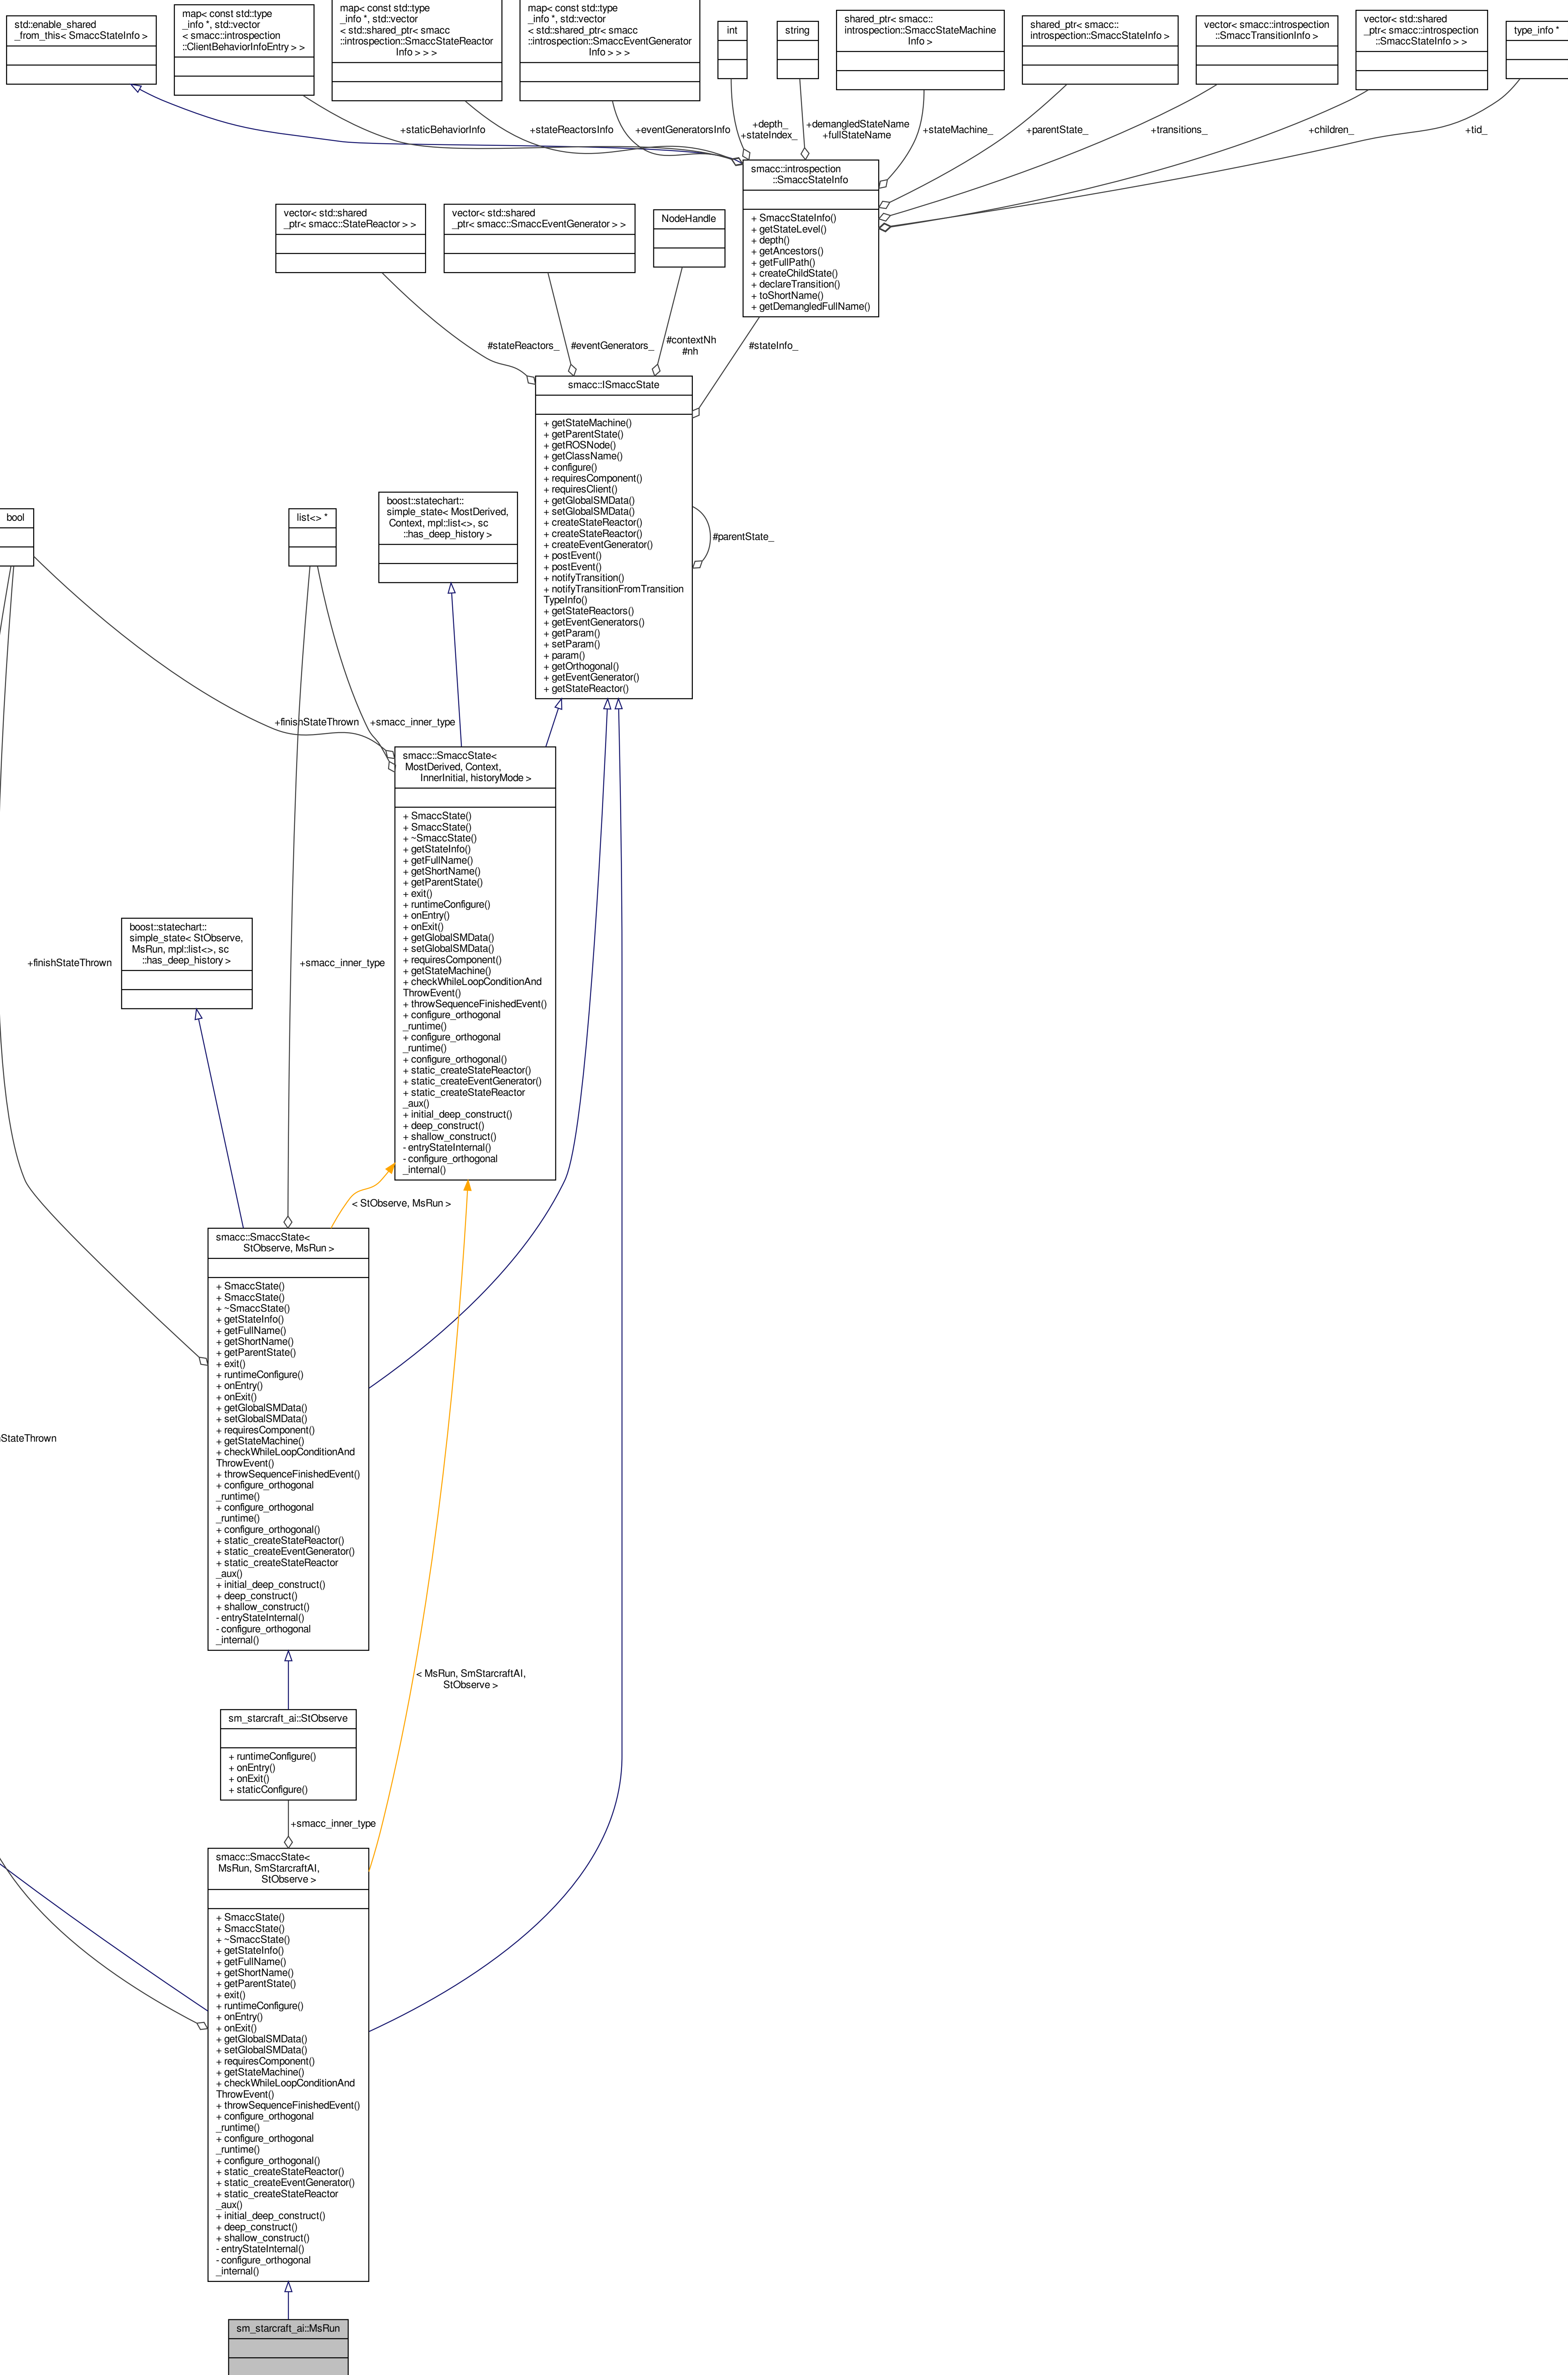 std::enable_shared
_from_this< SmaccStateInfo >
map< const std::type
_info *, std::vector
< smacc::introspection
::ClientBehaviorInfoEntry > >
map< const std::type
_info *, std::vector
< std::shared_ptr< smacc
::introspection::SmaccStateReactor
Info > > >
map< const std::type
_info *, std::vector
< std::shared_ptr< smacc
::introspection::SmaccEventGenerator
Info > > >
int
string
shared_ptr< smacc::
introspection::SmaccStateMachine
Info >
shared_ptr< smacc::
introspection::SmaccStateInfo >
vector< smacc::introspection
::SmaccTransitionInfo >
vector< std::shared
_ptr< smacc::introspection
::SmaccStateInfo > >
type_info *
+staticBehaviorInfo
+stateReactorsInfo
+eventGeneratorsInfo
+depth_
+stateIndex_
+demangledStateName
+fullStateName
+stateMachine_
+parentState_
+transitions_
+children_
+tid_
smacc::introspection
::SmaccStateInfo
+ SmaccStateInfo()
+ getStateLevel()
+ depth()
+ getAncestors()
+ getFullPath()
+ createChildState()
+ declareTransition()
+ toShortName()
+ getDemangledFullName()
vector< std::shared
_ptr< smacc::StateReactor > >
vector< std::shared
_ptr< smacc::SmaccEventGenerator > >
NodeHandle
#stateReactors_
#eventGenerators_
#contextNh
#nh
#stateInfo_
smacc::ISmaccState
+ getStateMachine()
+ getParentState()
+ getROSNode()
+ getClassName()
+ configure()
+ requiresComponent()
+ requiresClient()
+ getGlobalSMData()
+ setGlobalSMData()
+ createStateReactor()
+ createStateReactor()
+ createEventGenerator()
+ postEvent()
+ postEvent()
+ notifyTransition()
+ notifyTransitionFromTransition
TypeInfo()
+ getStateReactors()
+ getEventGenerators()
+ getParam()
+ setParam()
+ param()
+ getOrthogonal()
+ getEventGenerator()
+ getStateReactor()
#parentState_
bool
list<> *
boost::statechart::
simple_state< MostDerived,
Context, mpl::list<>, sc
::has_deep_history >
+finishStateThrown
+smacc_inner_type
smacc::SmaccState<
MostDerived, Context,
InnerInitial, historyMode >
+ SmaccState()
+ SmaccState()
+ ~SmaccState()
+ getStateInfo()
+ getFullName()
+ getShortName()
+ getParentState()
+ exit()
+ runtimeConfigure()
+ onEntry()
+ onExit()
+ getGlobalSMData()
+ setGlobalSMData()
+ requiresComponent()
+ getStateMachine()
+ checkWhileLoopConditionAnd
ThrowEvent()
+ throwSequenceFinishedEvent()
+ configure_orthogonal
_runtime()
+ configure_orthogonal
_runtime()
+ configure_orthogonal()
+ static_createStateReactor()
+ static_createEventGenerator()
+ static_createStateReactor
_aux()
+ initial_deep_construct()
+ deep_construct()
+ shallow_construct()
- entryStateInternal()
- configure_orthogonal
_internal()
boost::statechart::
simple_state< StObserve,
MsRun, mpl::list<>, sc
::has_deep_history >
+finishStateThrown
+smacc_inner_type
< StObserve, MsRun >
smacc::SmaccState<
StObserve, MsRun >
+ SmaccState()
+ SmaccState()
+ ~SmaccState()
+ getStateInfo()
+ getFullName()
+ getShortName()
+ getParentState()
+ exit()
+ runtimeConfigure()
+ onEntry()
+ onExit()
+ getGlobalSMData()
+ setGlobalSMData()
+ requiresComponent()
+ getStateMachine()
+ checkWhileLoopConditionAnd
ThrowEvent()
+ throwSequenceFinishedEvent()
+ configure_orthogonal
_runtime()
+ configure_orthogonal
_runtime()
+ configure_orthogonal()
+ static_createStateReactor()
+ static_createEventGenerator()
+ static_createStateReactor
_aux()
+ initial_deep_construct()
+ deep_construct()
+ shallow_construct()
- entryStateInternal()
- configure_orthogonal
_internal()
StateThrown
< MsRun, SmStarcraftAI,
StObserve >
sm_starcraft_ai::StObserve
+ runtimeConfigure()
+ onEntry()
+ onExit()
+ staticConfigure()
+smacc_inner_type
smacc::SmaccState<
MsRun, SmStarcraftAI,
StObserve >
+ SmaccState()
+ SmaccState()
+ ~SmaccState()
+ getStateInfo()
+ getFullName()
+ getShortName()
+ getParentState()
+ exit()
+ runtimeConfigure()
+ onEntry()
+ onExit()
+ getGlobalSMData()
+ setGlobalSMData()
+ requiresComponent()
+ getStateMachine()
+ checkWhileLoopConditionAnd
ThrowEvent()
+ throwSequenceFinishedEvent()
+ configure_orthogonal
_runtime()
+ configure_orthogonal
_runtime()
+ configure_orthogonal()
+ static_createStateReactor()
+ static_createEventGenerator()
+ static_createStateReactor
_aux()
+ initial_deep_construct()
+ deep_construct()
+ shallow_construct()
- entryStateInternal()
- configure_orthogonal
_internal()
sm_starcraft_ai::MsRun